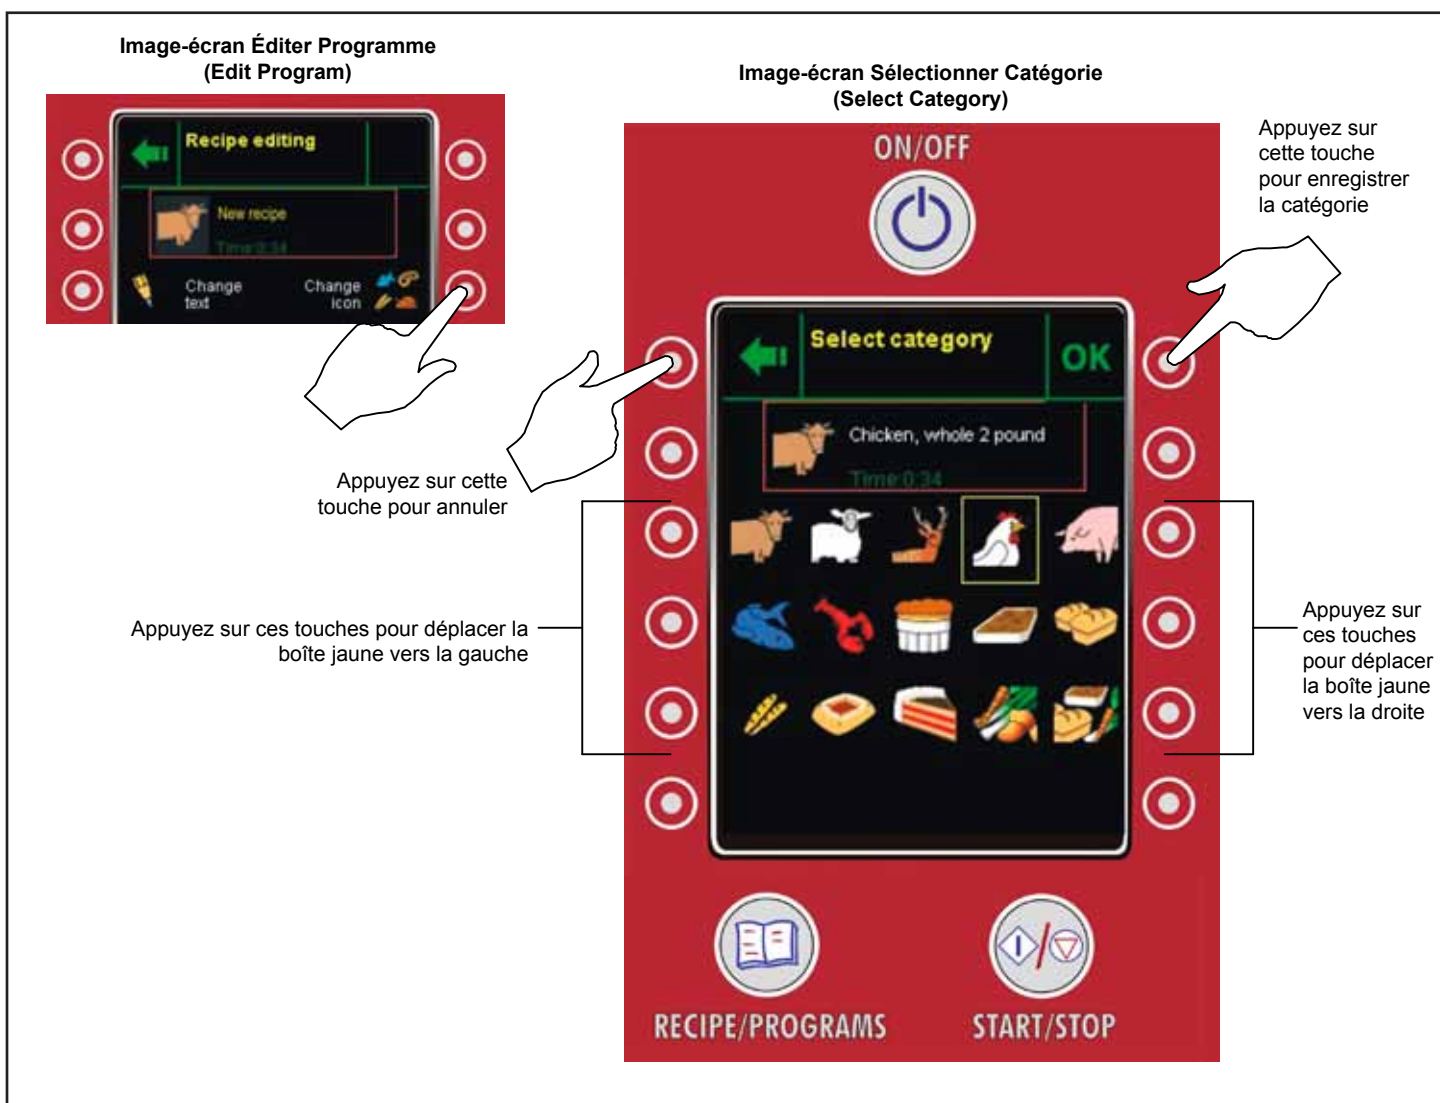 Image-écran Éditer Programme
(Edit Program)
Recipe editing
New recipe
Time:0:34
Change
text
Change
icon
Image-écran Sélectionner Catégorie
(Select Category)
ON/OFF
Appuyez sur
cette touche
pour enregistrer
la catégorie
Select category
OK
Chicken, whole 2 pound
Time:0:34
Appuyez sur cette
touche pour annuler
Appuyez sur ces touches pour déplacer la
boîte jaune vers la gauche
Appuyez sur
ces touches
pour déplacer
la boîte jaune
vers la droite
RECIPE/PROGRAMS
START/STOP